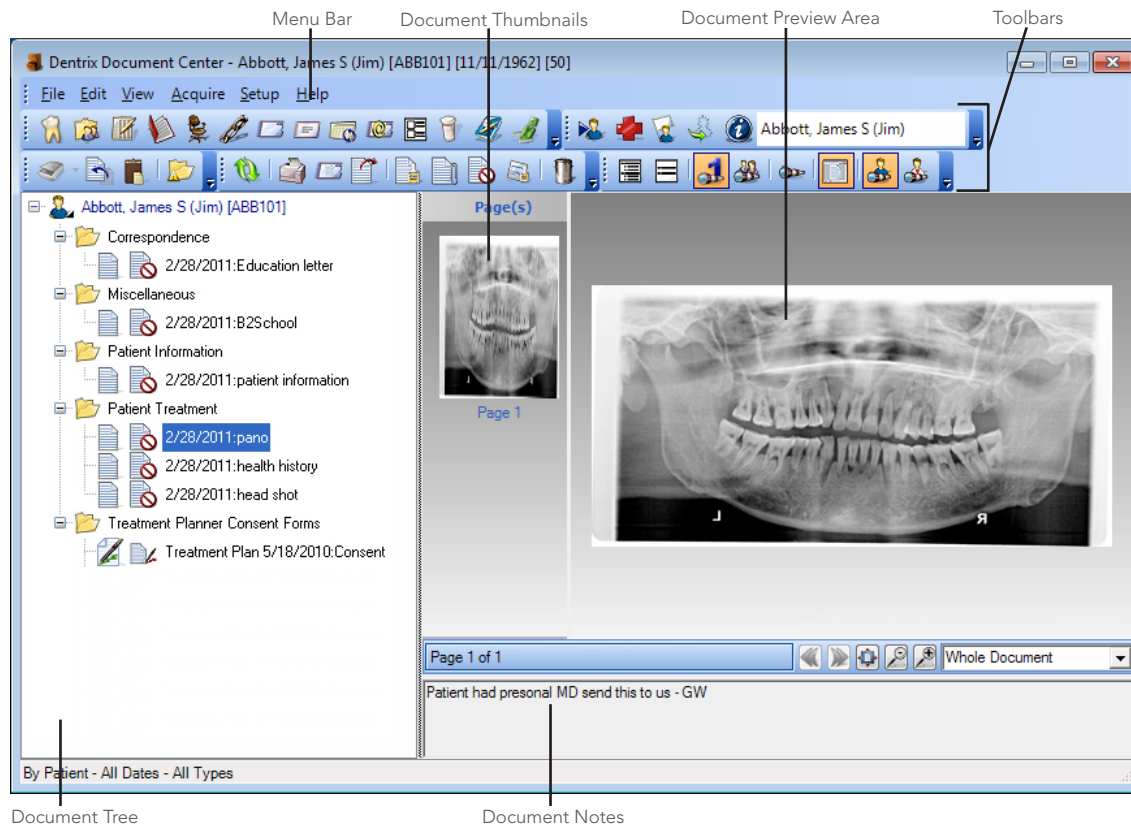 Menu Bar
Document Thumbnails
Document Preview Area
Toolbars
Dentrix Document Center - Abbott, James S (Jim) [ABB101] [11/11/1962] [50]
File Edit View Acquire Setup Help
Abbott, James S (Jim)
1
Abbott, James S (Jim) [ABB101]
Correspondence
2/28/2011:Education letter
Miscellaneous
2/28/2011:B2School
Patient Information
2/28/2011:patient information
Patient Treatment
2/28/2011:pano
2/28/2011:health history
2/28/2011:head shot
Treatment Planner Consent Forms
Treatment Plan 5/18/2010:Consent
Page(s)
Page 1
L
R
Page 1 of 1
Whole Document
Patient had presonal MD send this to us - GW
By Patient - All Dates - All Types
Document Tree
Document Notes